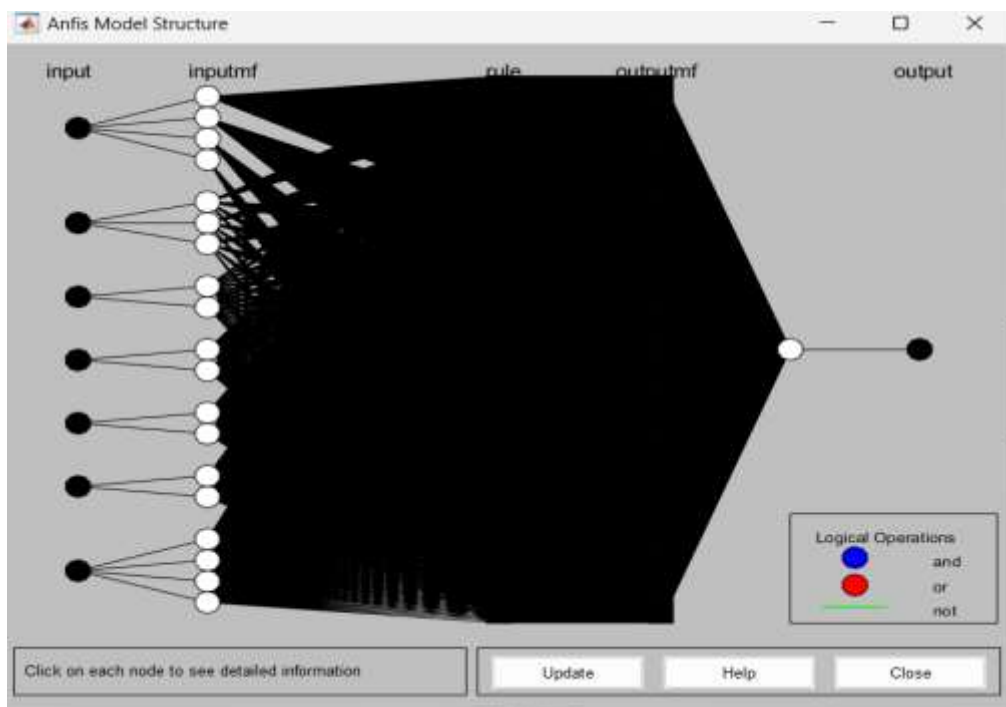 Anfis Model Structure
input inputmf rule outputmf output
Logical Operations
and
or
not
Click on each node to see detailed information
Update Help Close